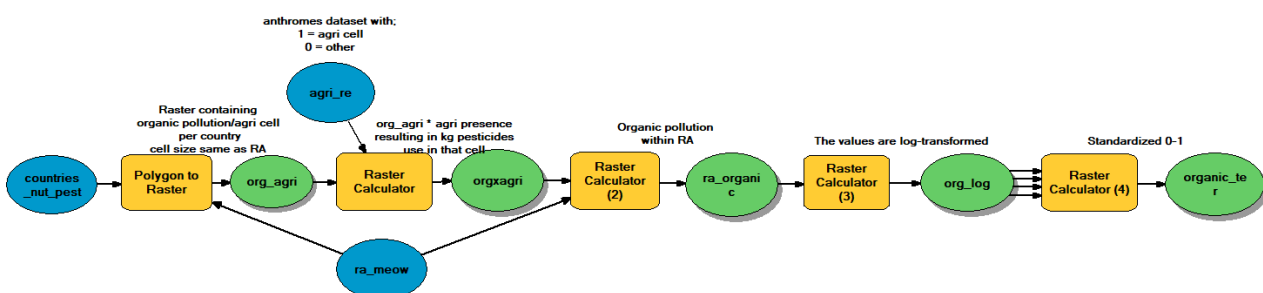 anthromes dataset with;
1 = agri cell
0 = other
agri_re
Raster containing
organic pollution/agri cell
per country
cell size same as RA
org_agri * agri presence
resulting in kg pesticides
use in that cell
Organic pollution
within RA
The values are log-transformed
Standardized 0-1
countries
_nut_pest
Polygon to
Raster
org_agri
Raster
Calculator
orgxagri
Raster
Calculator
(2)
ra_organi
c
Raster
Calculator
(3)
org_log
Raster
Calculator (4)
organic_te
r
ra_meow